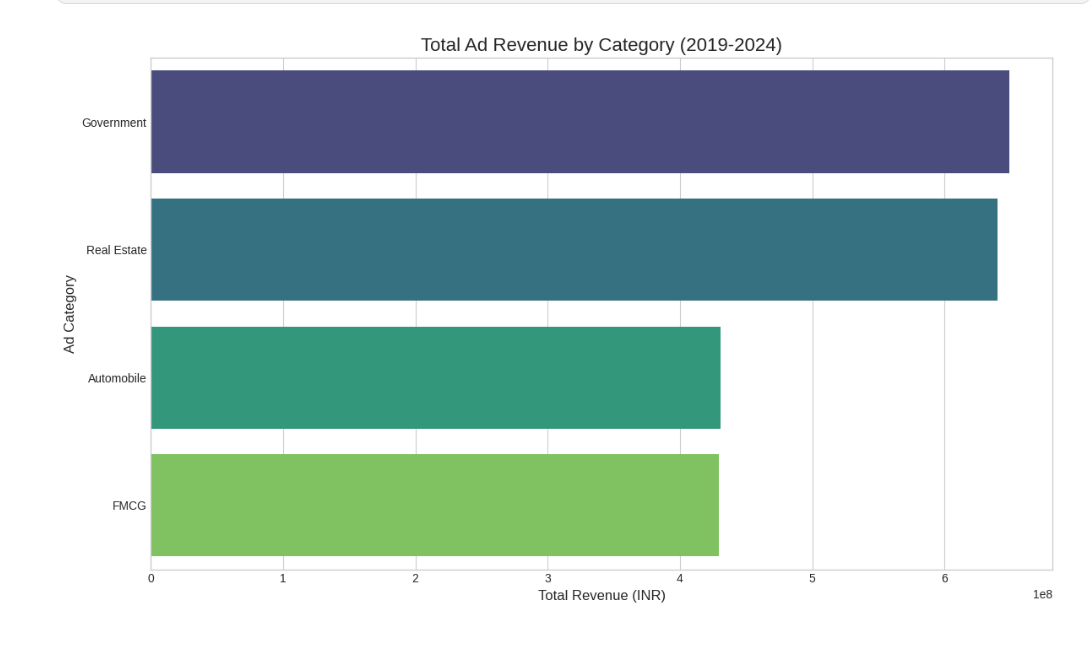 Total Ad Revenue by Category (2019-2024)
Government
Real Estate
Automobile
FMCG
Ad Category
0 1 2 3 4 5 6
1e8
Total Revenue (INR)